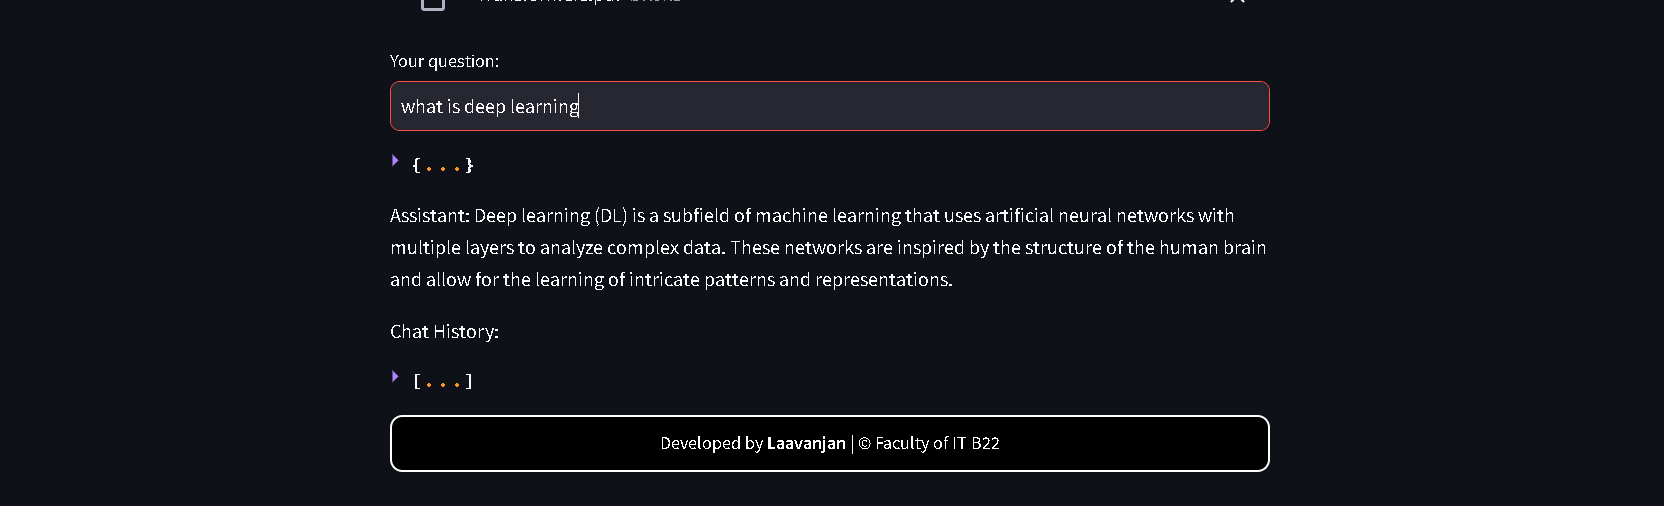 Your question:
what is deep learning
{...}
Assistant: Deep learning (DL) is a subfield of machine learning that uses artificial neural networks with
multiple layers to analyze complex data. These networks are inspired by the structure of the human brain
and allow for the learning of intricate patterns and representations.
Chat History:
[...]
Developed by Laavanjan | © Faculty of IT B22